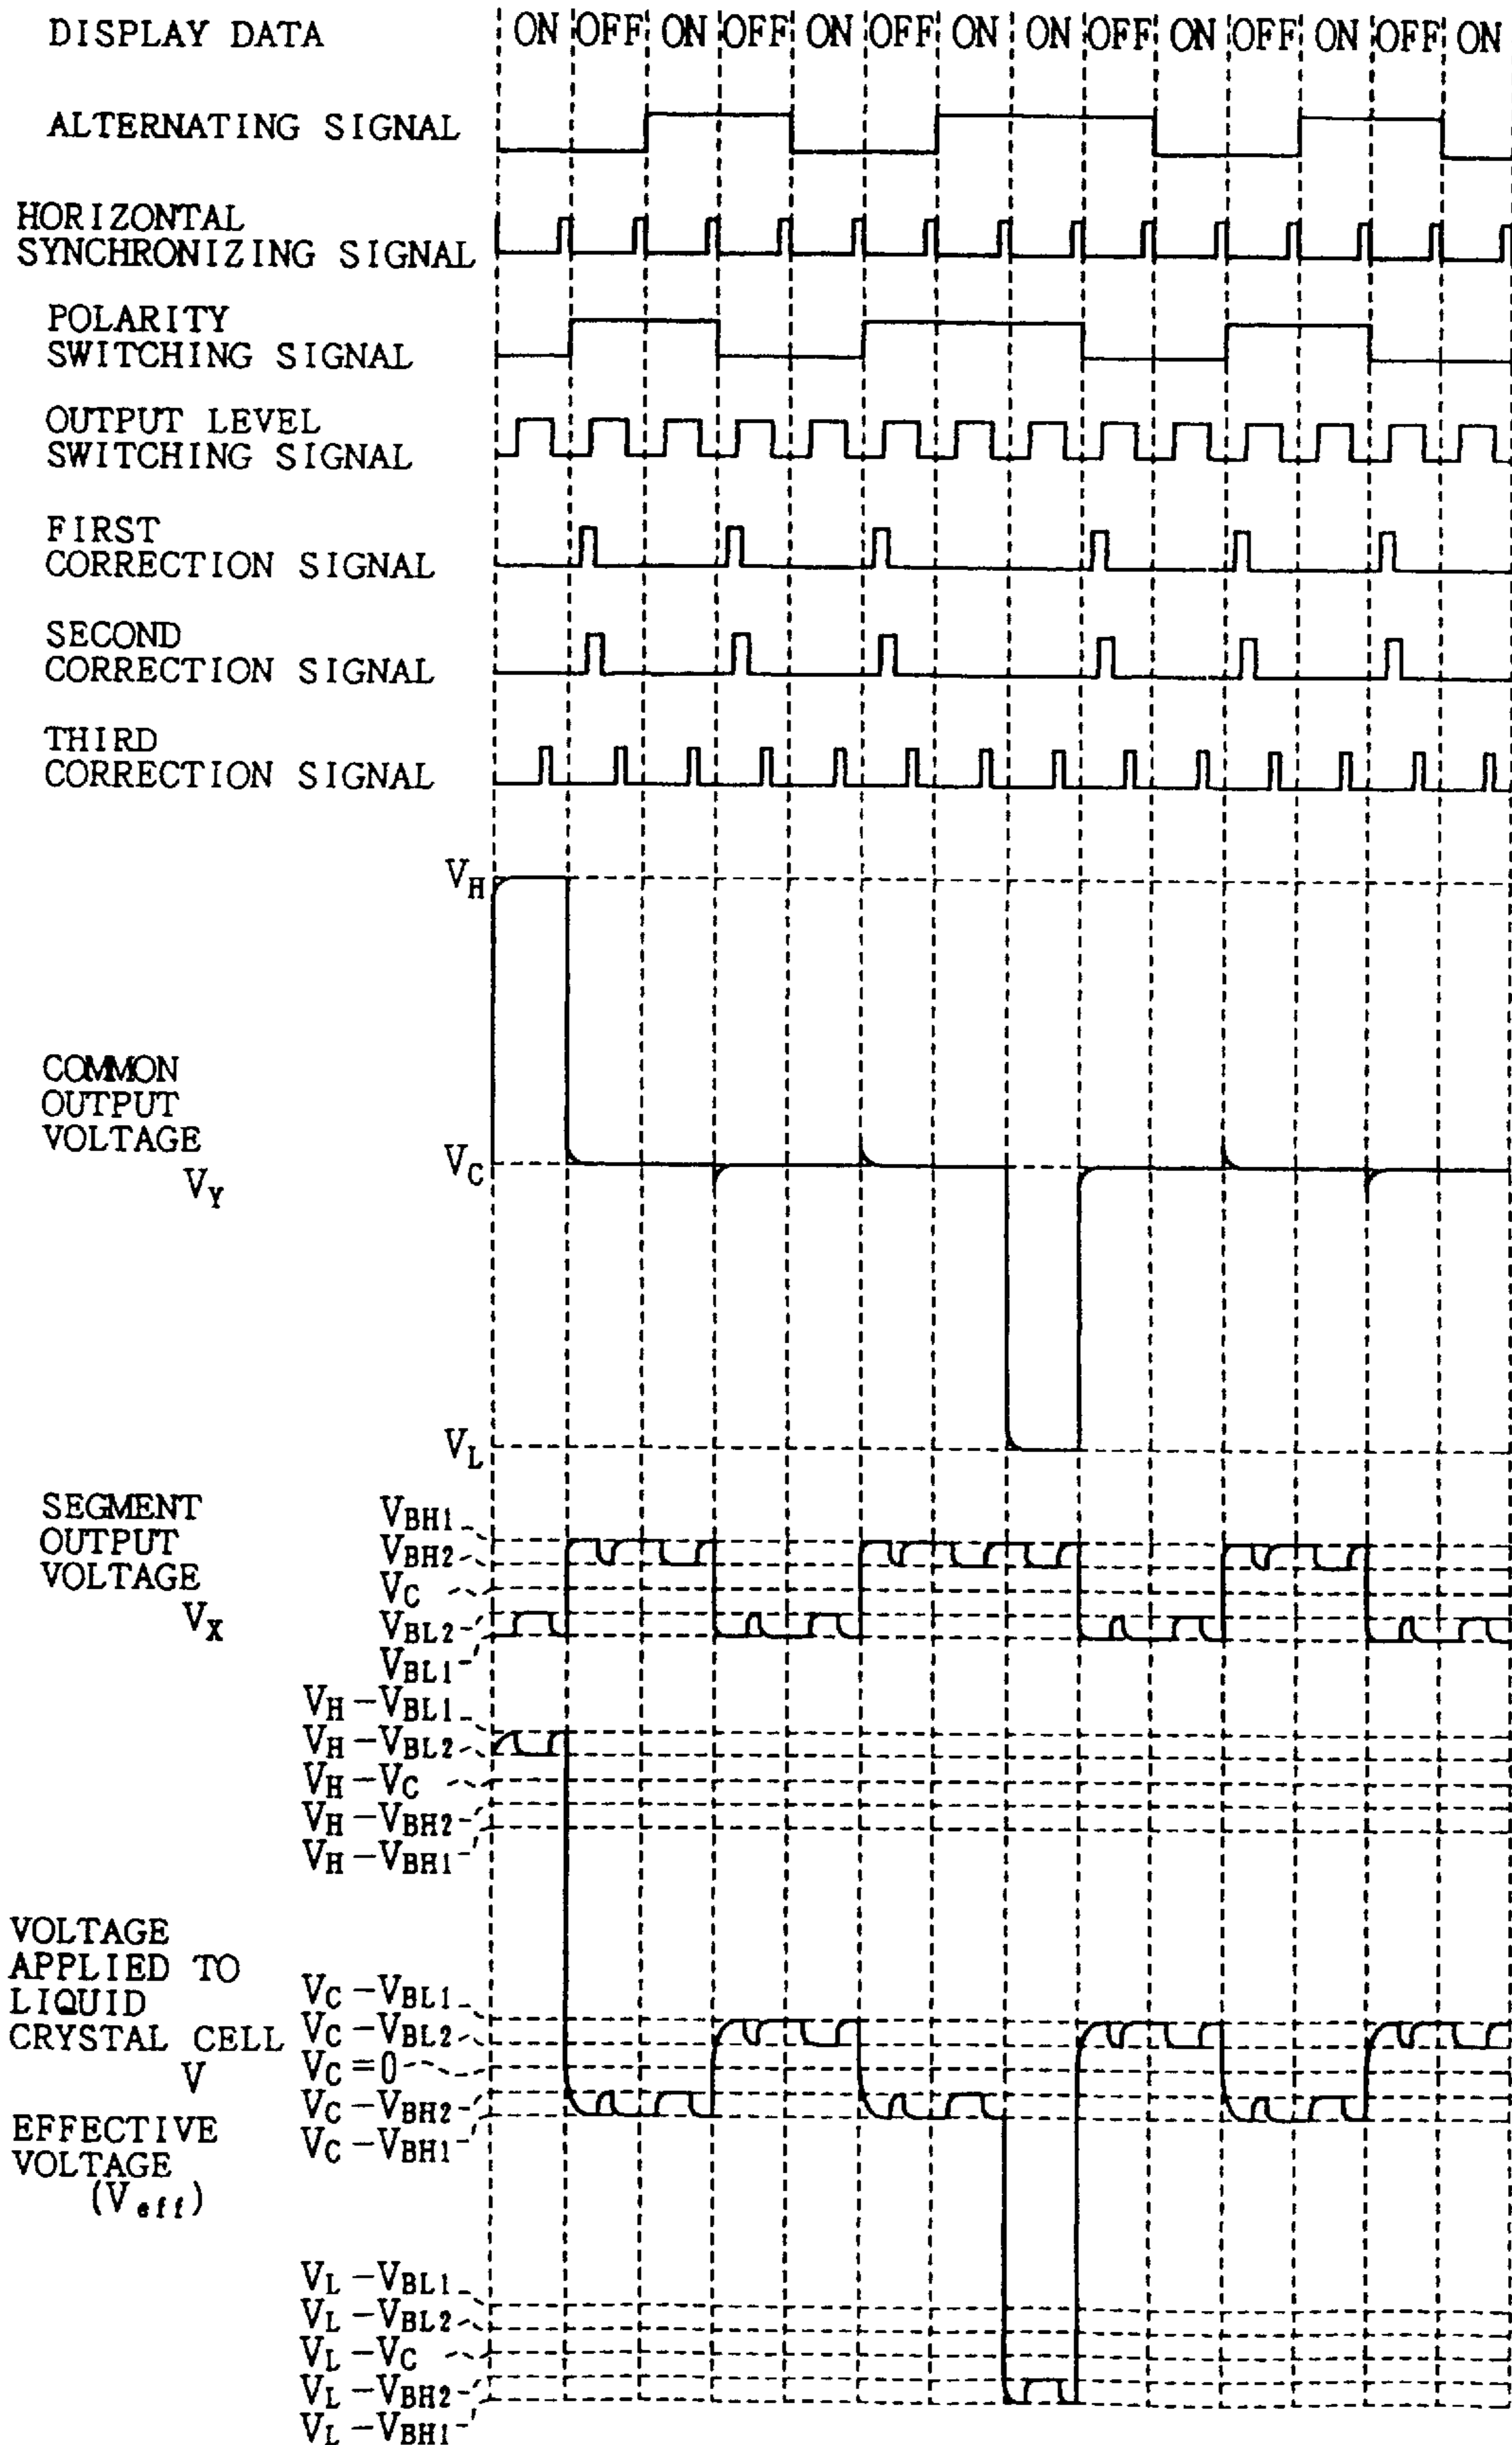 DISPLAY DATA ON OFF ON OFF ON OFF ON ON OFF ON OFF ON OFF ON
ALTERNATING SIGNAL
HORIZONTAL
SYNCHRONIZING SIGNAL
POLARITY
SWITCHING SIGNAL
OUTPUT LEVEL
SWITCHING SIGNAL
FIRST
CORRECTION SIGNAL
SECOND
CORRECTION SIGNAL
THIRD
CORRECTION SIGNAL
VH
COMMON
OUTPUT
VOLTAGE
VY
VC
VL
SEGMENT
OUTPUT
VOLTAGE
VX
VBH1
VBH2
VC
VBL2
VBL1
VH-VBL1
VH-VBL2
VH-VC
VH-VBH2
VH-VBH1
VOLTAGE
APPLIED TO
LIQUID
CRYSTAL CELL
V
VC-VBL1
VC-VBL2
VC=0
VC-VBH2
VC-VBH1
EFFECTIVE
VOLTAGE
(Veff)
VL-VBL1
VL-VBL2
VL-VC
VL-VBH2
VL-VBH1